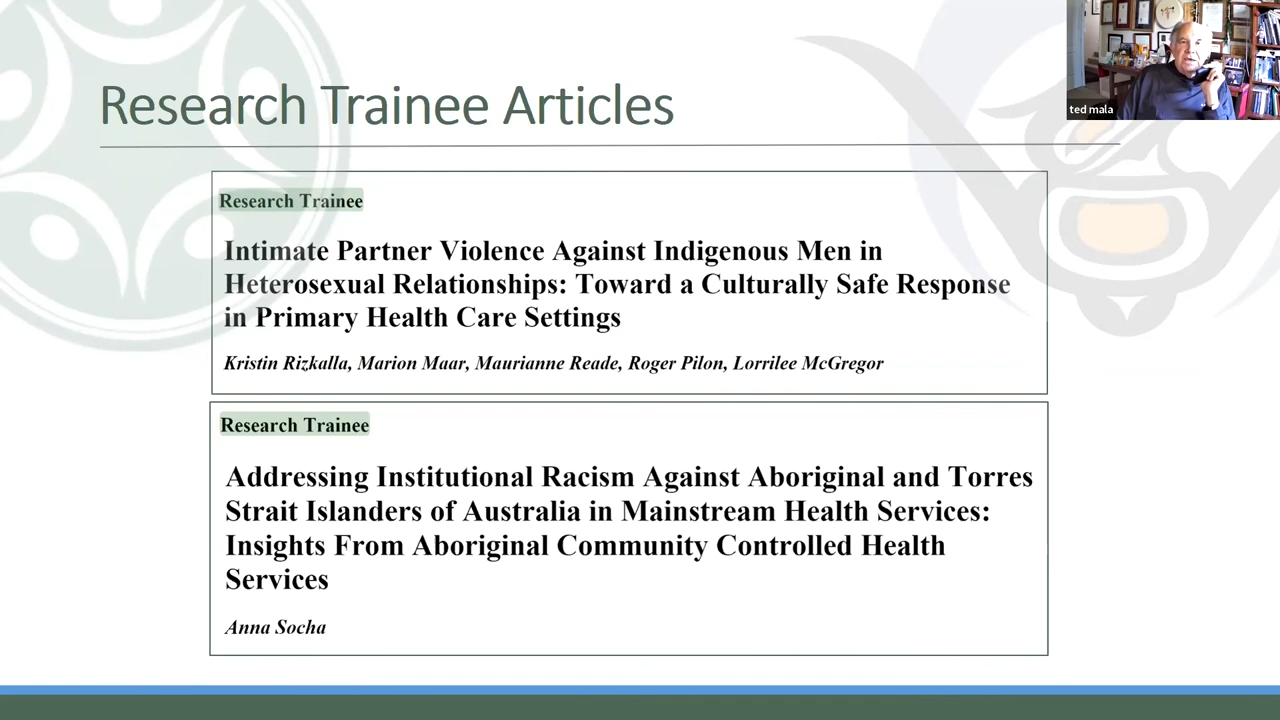 Research Trainee Articles
ted mala
Research Trainee
Intimate Partner Violence Against Indigenous Men in
Heterosexual Relationships: Toward a Culturally Safe Response
in Primary Health Care Settings
Kristin Rizkalla, Marion Maar, Maurianne Reade, Roger Pilon, Lorrilee McGregor
Research Trainee
Addressing Institutional Racism Against Aboriginal and Torres
Strait Islanders of Australia in Mainstream Health Services:
Insights From Aboriginal Community Controlled Health
Services
Anna Socha